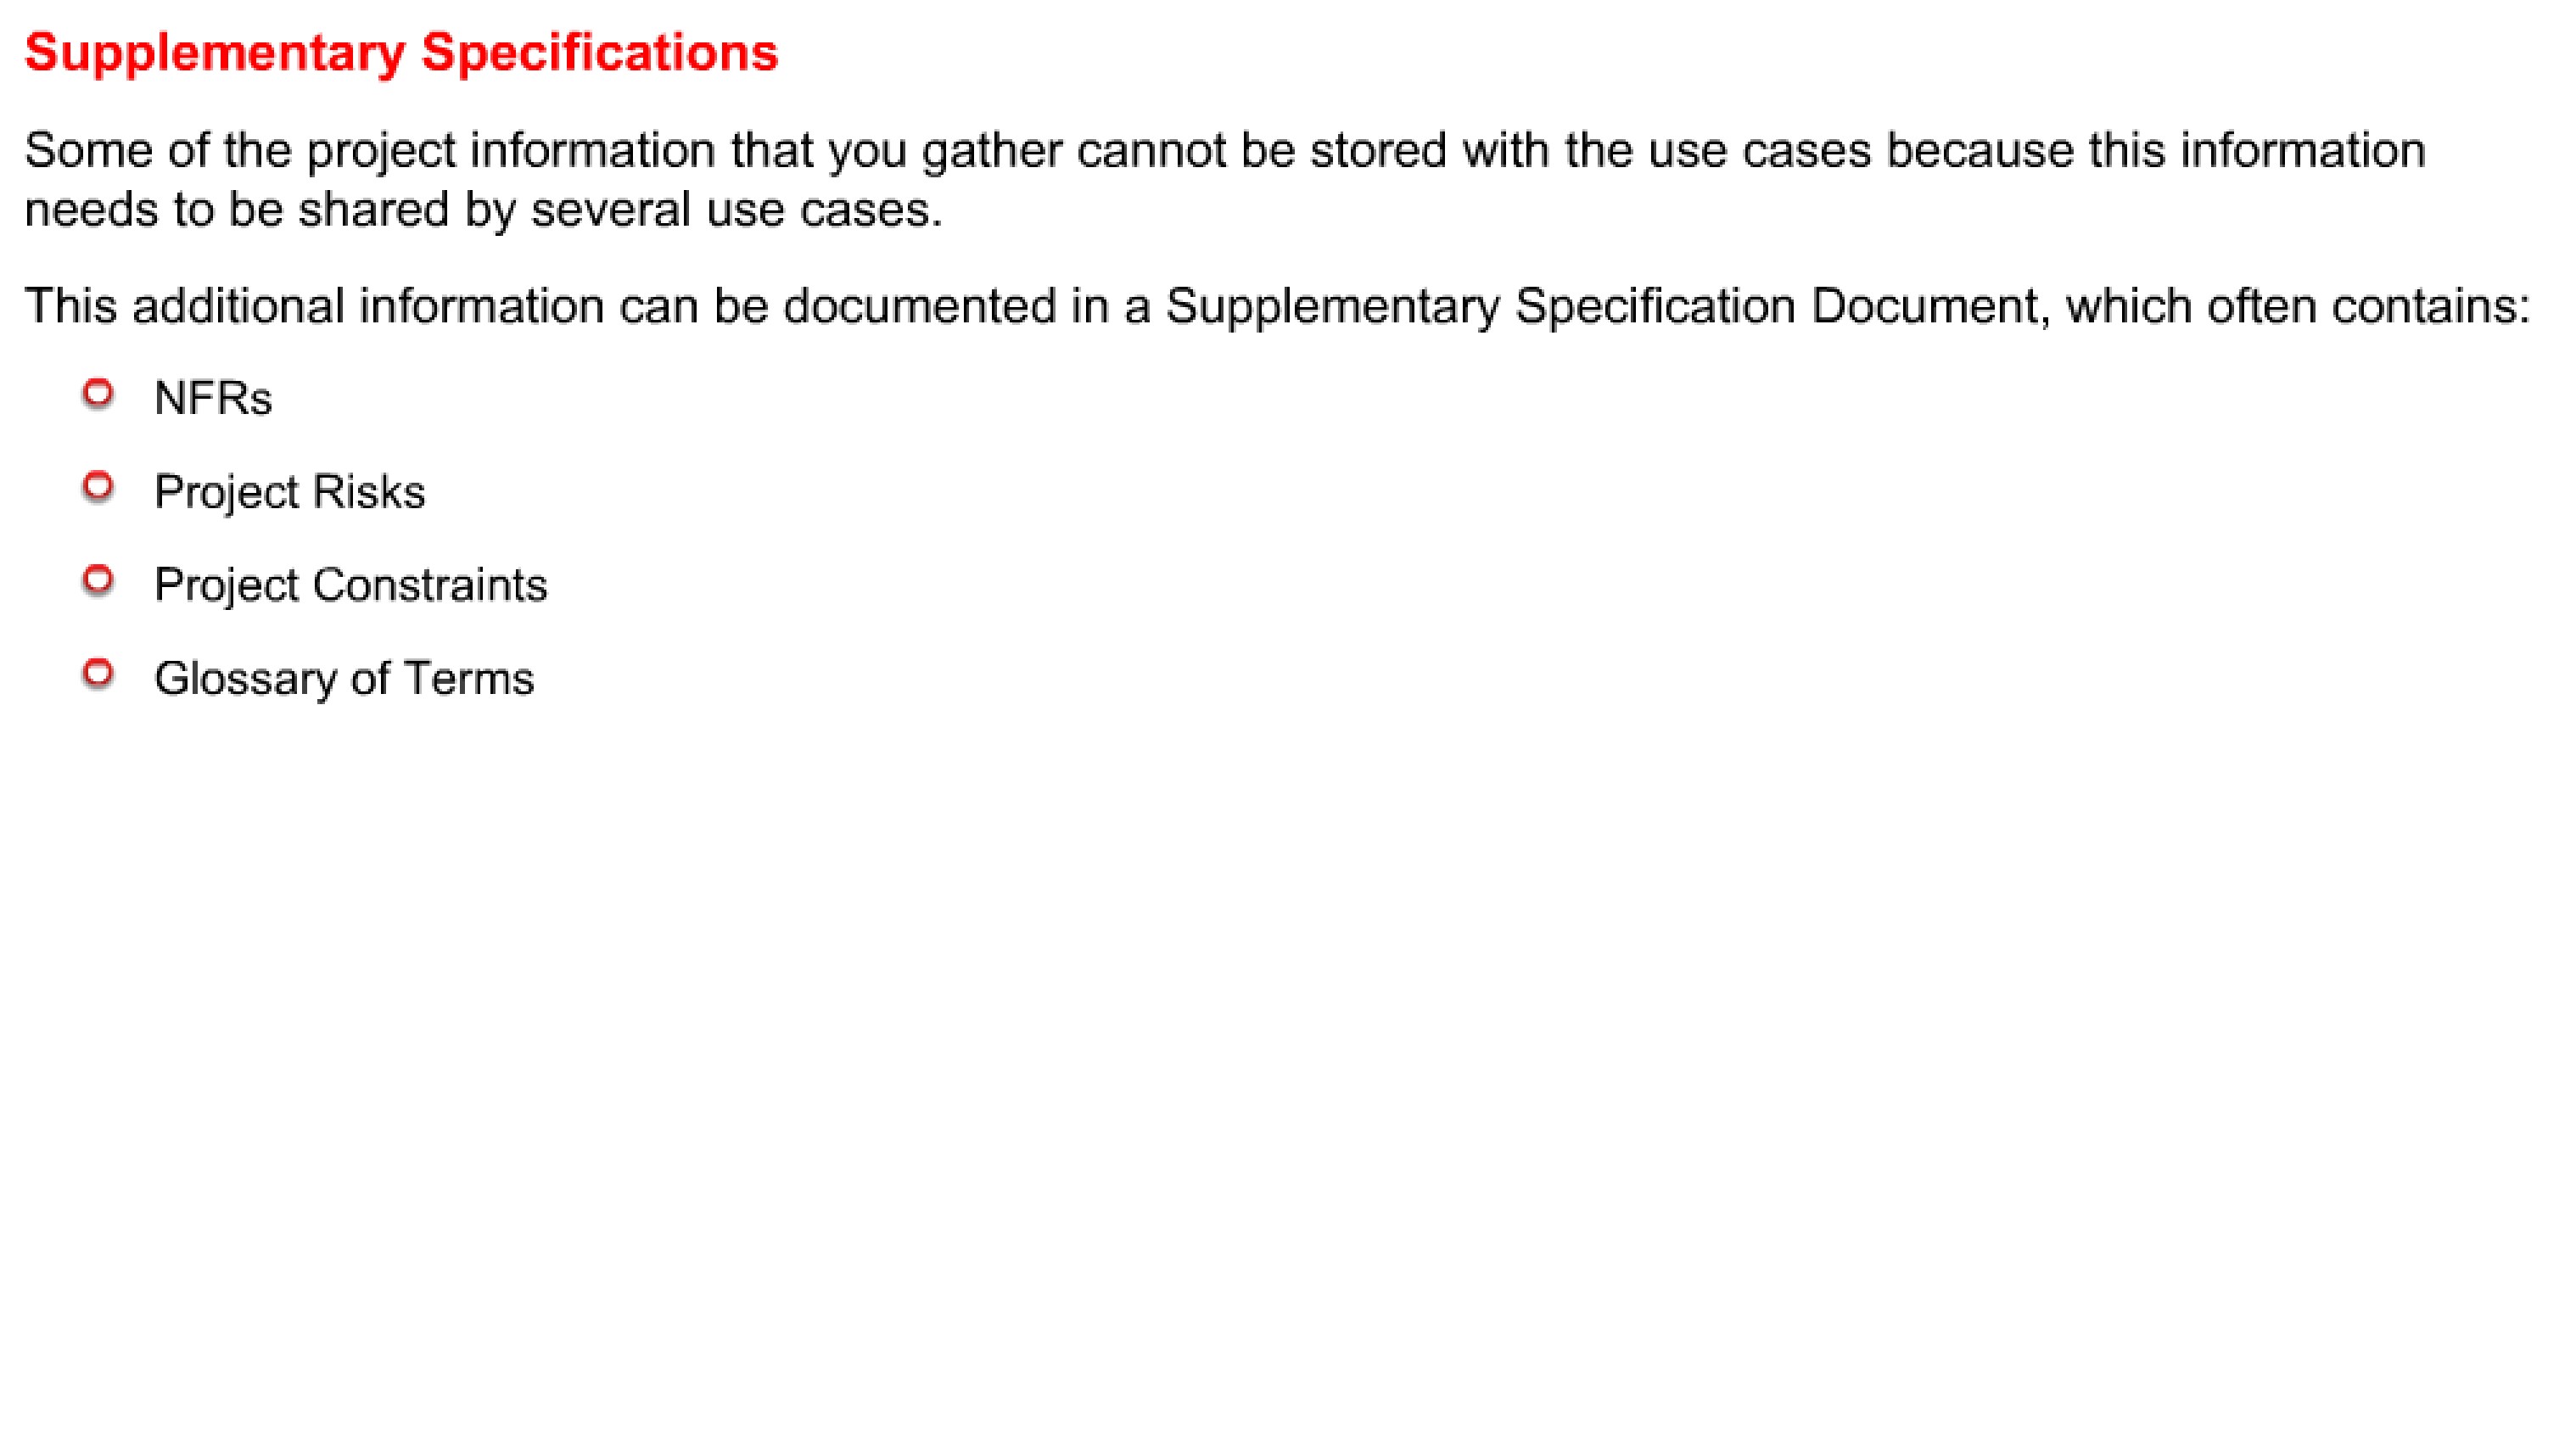 Supplementary Specifications
Some of the project information that you gather cannot be stored with the use cases because this information
needs to be shared by several use cases.
This additional information can be documented in a Supplementary Specification Document, which often contains:
NFRs
Project Risks
Project Constraints
Glossary of Terms